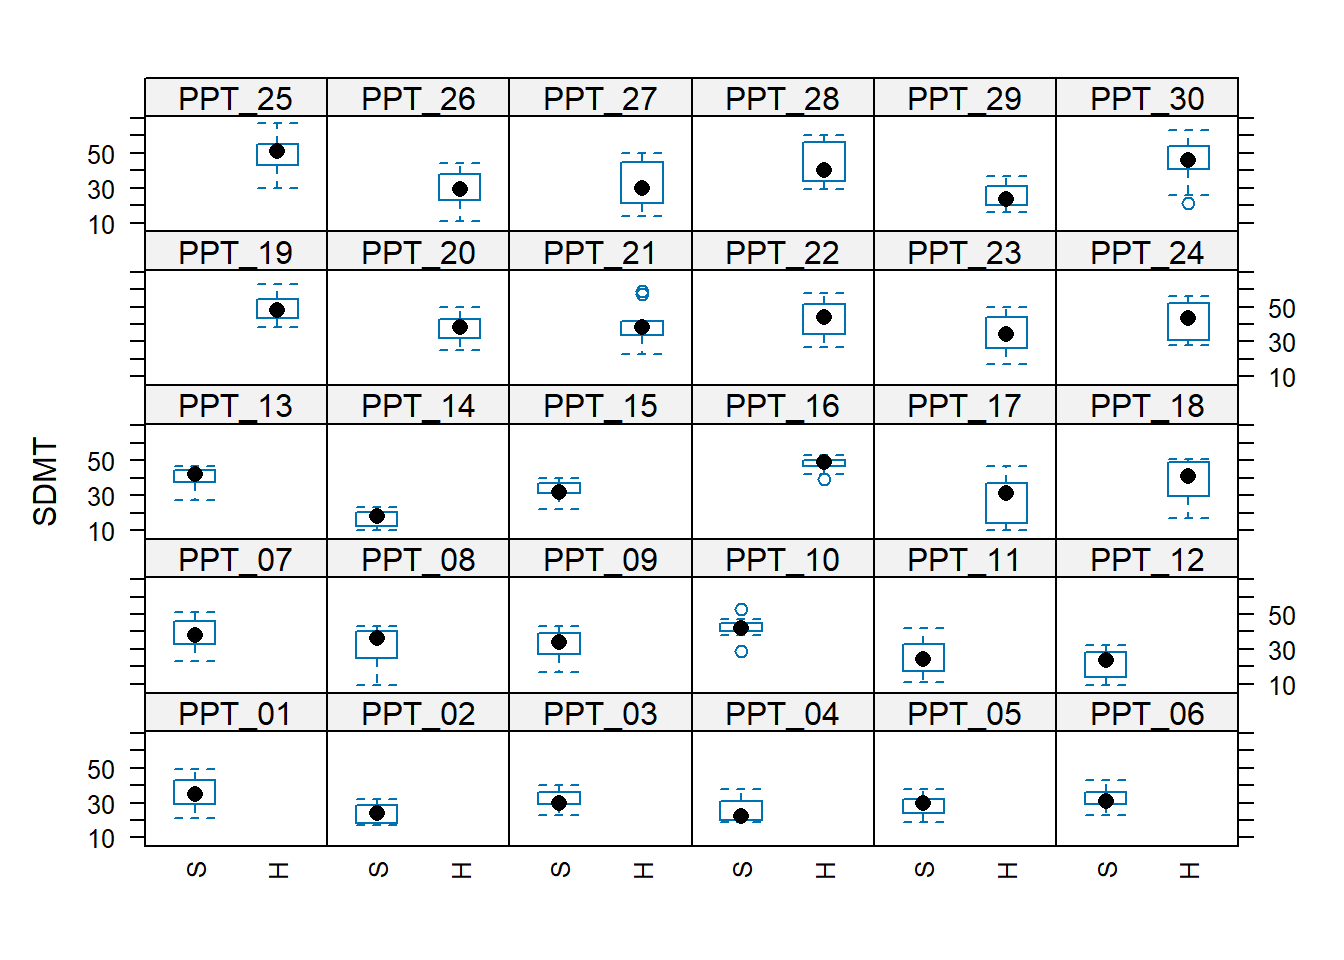 PPT_25 PPT_26 PPT_27 PPT_28 PPT_29 PPT_30
50
30
10
PPT_19 PPT_20 PPT_21 PPT_22 PPT_23 PPT_24
50
30
10
PPT_13 PPT_14 PPT_15 PPT_16 PPT_17 PPT_18
SDMT
50
30
10
PPT_07 PPT_08 PPT_09 PPT_10 PPT_11 PPT_12
50
30
10
PPT_01 PPT_02 PPT_03 PPT_04 PPT_05 PPT_06
50
30
10
S H S H S H S H S H S H